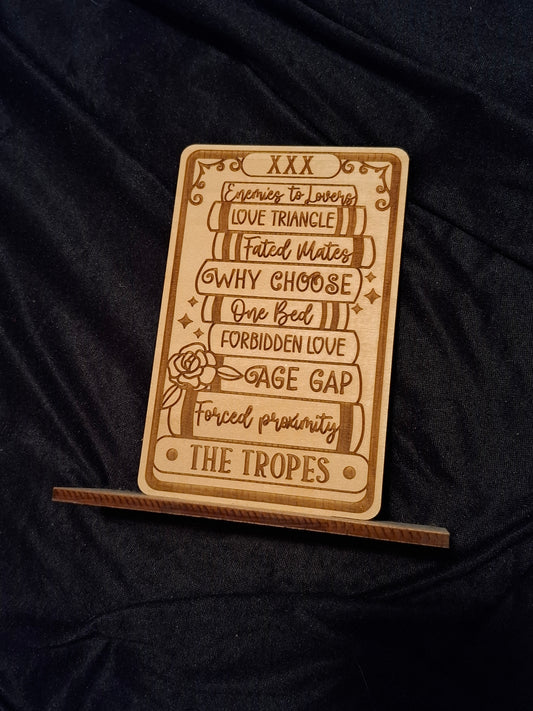 XXX
Enemies to Lovers
LOVE TRIANGLE
Fated Mates
WHY CHOOSE
One Bed
FORBIDDEN LOVE
AGE GAP
Forced proximity
THE TROPES